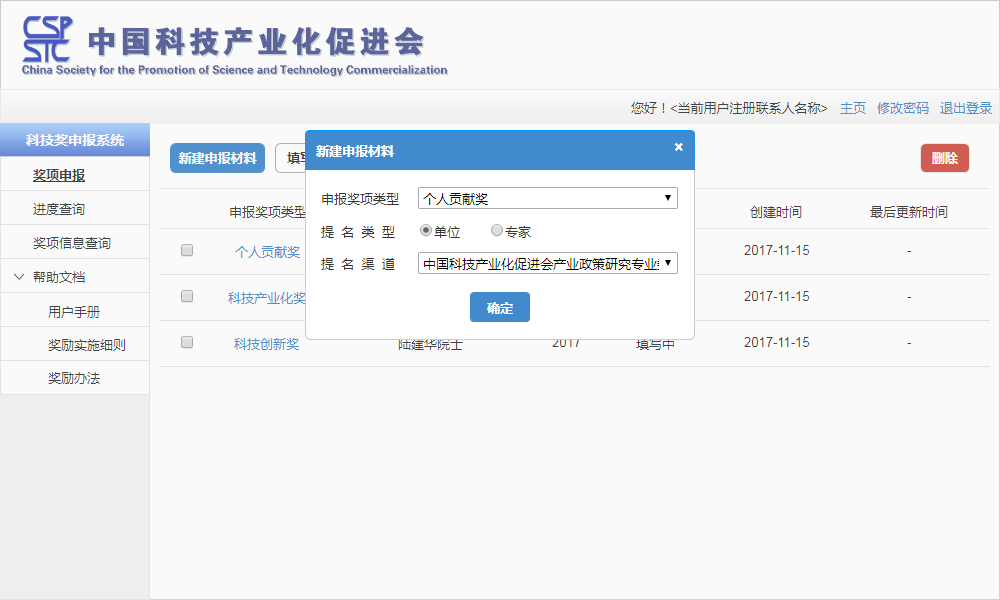 CSP
STC
中国科技产业化促进会
China Society for the Promotion of Science and Technology Commercialization
您好！<当前用户注册联系人名称> 主页 修改密码 退出登录
科技奖申报系统
奖项申报
进度查询
奖项信息查询
帮助文档
用户手册
奖励实施细则
奖励办法
新建申报材料 填写 删除
申报奖项类型 创建时间 最后更新时间
个人贡献奖 2017-11-15 -
科技产业化奖 2017-11-15 -
科技创新奖 陆建华院士 2017 填写中 2017-11-15 -
新建申报材料 ×
申报奖项类型 个人贡献奖
提 名 类 型 单位 专家
提 名 渠 道 中国科技产业化促进会产业政策研究专业
确定